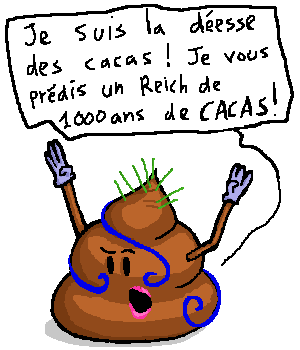 Je suis la déesse
des cacas! Je vous
prédis un Reich de
1000 ans de CACAS!